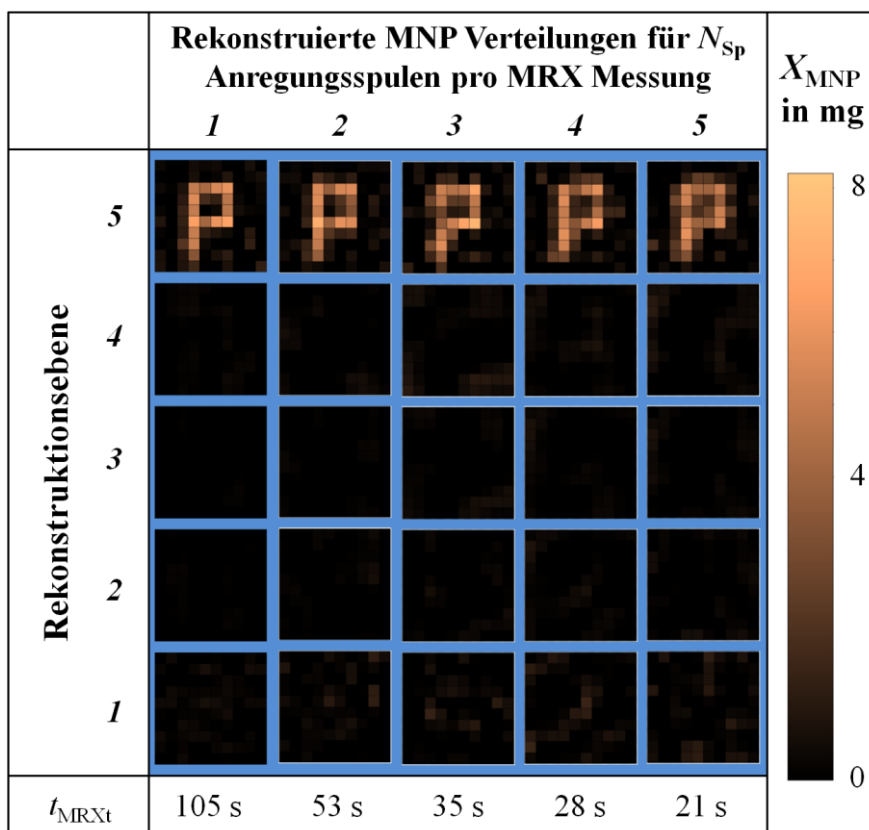 Rekonstruierte MNP Verteilungen für N_Sp
Anregungsspulen pro MRX Messung
1 2 3 4 5
X_MNP
in mg
Rekonstruktionsebene
5
4
3
2
1
P P P P P
8
4
0
t_MRXt 105 s 53 s 35 s 28 s 21 s